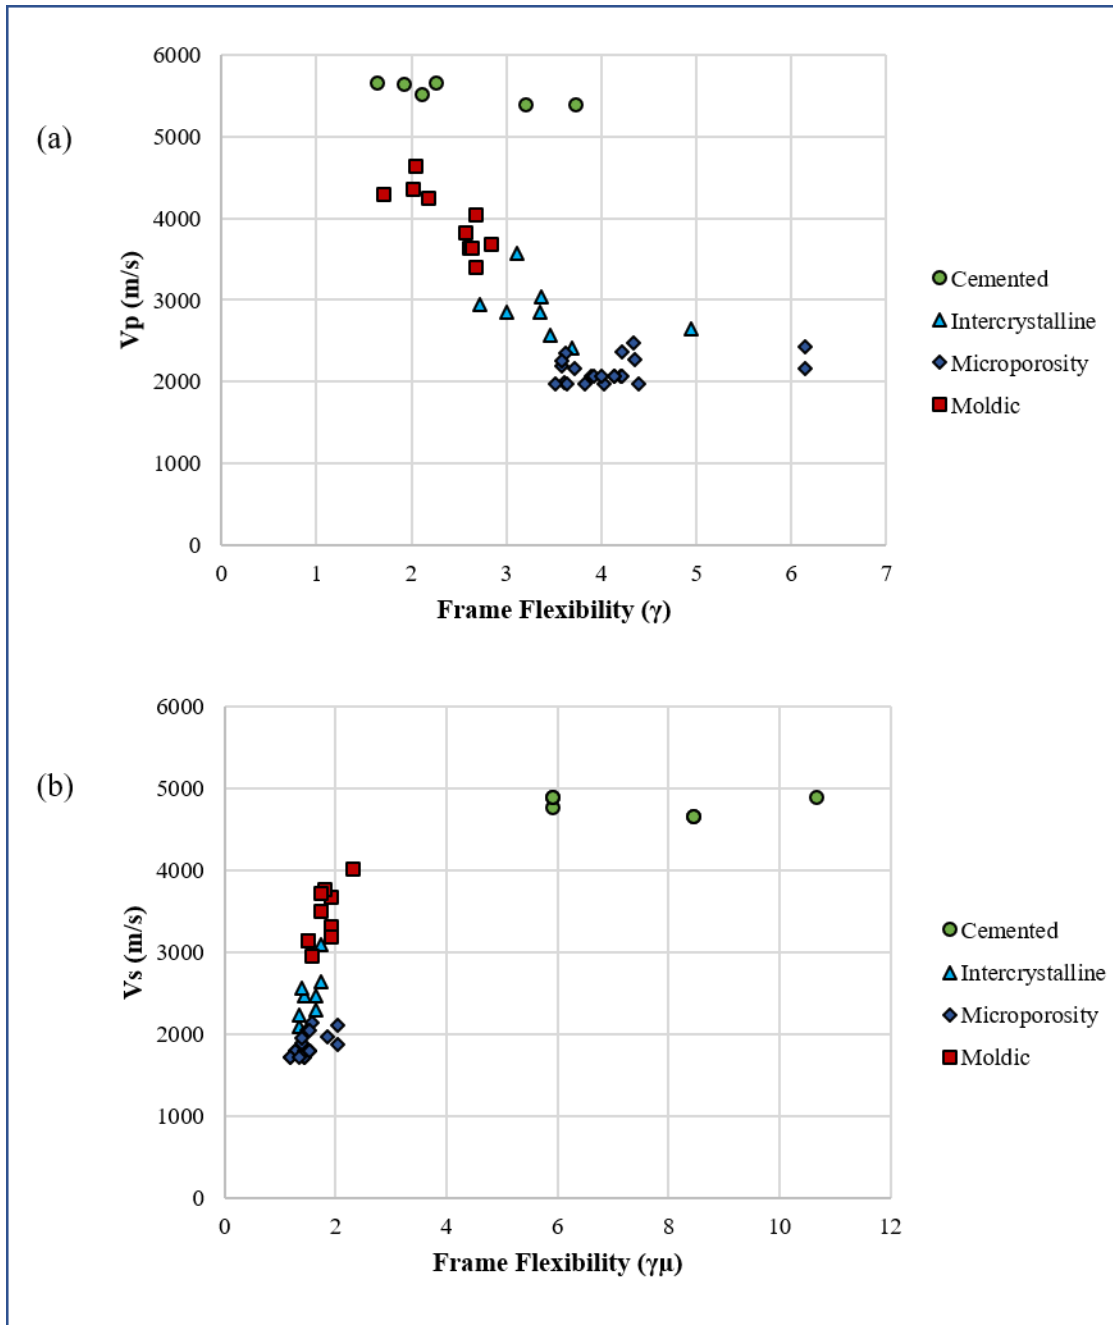 (a)
6000
5000
4000
3000
2000
1000
0
Vp (m/s)
0 1 2 3 4 5 6 7
Frame Flexibility (γ)
Cemented
Intercrystalline
Microporosity
Moldic
(b)
6000
5000
4000
3000
2000
1000
0
Vs (m/s)
0 2 4 6 8 10 12
Frame Flexibility (γμ)
Cemented
Intercrystalline
Microporosity
Moldic